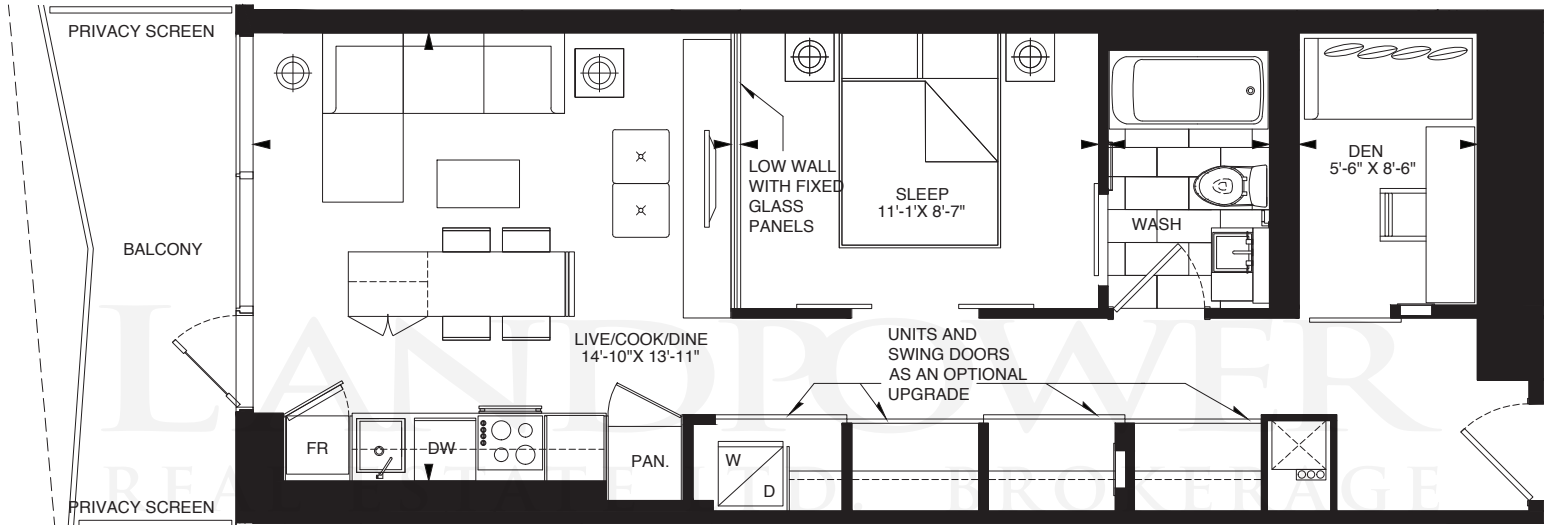 PRIVACY SCREEN
BALCONY
PRIVACY SCREEN
LIVE/COOK/DINE
14'-10"X 13'-11"
FR
DW
PAN.
LOW WALL
WITH FIXED
GLASS
PANELS
SLEEP
11'-1'X 8'-7"
WASH
DEN
5'-6" X 8'-6"
UNITS AND
SWING DOORS
AS AN OPTIONAL
UPGRADE
W
D
LANDPOWER
REAL ESTATE LTD. BROKERAGE